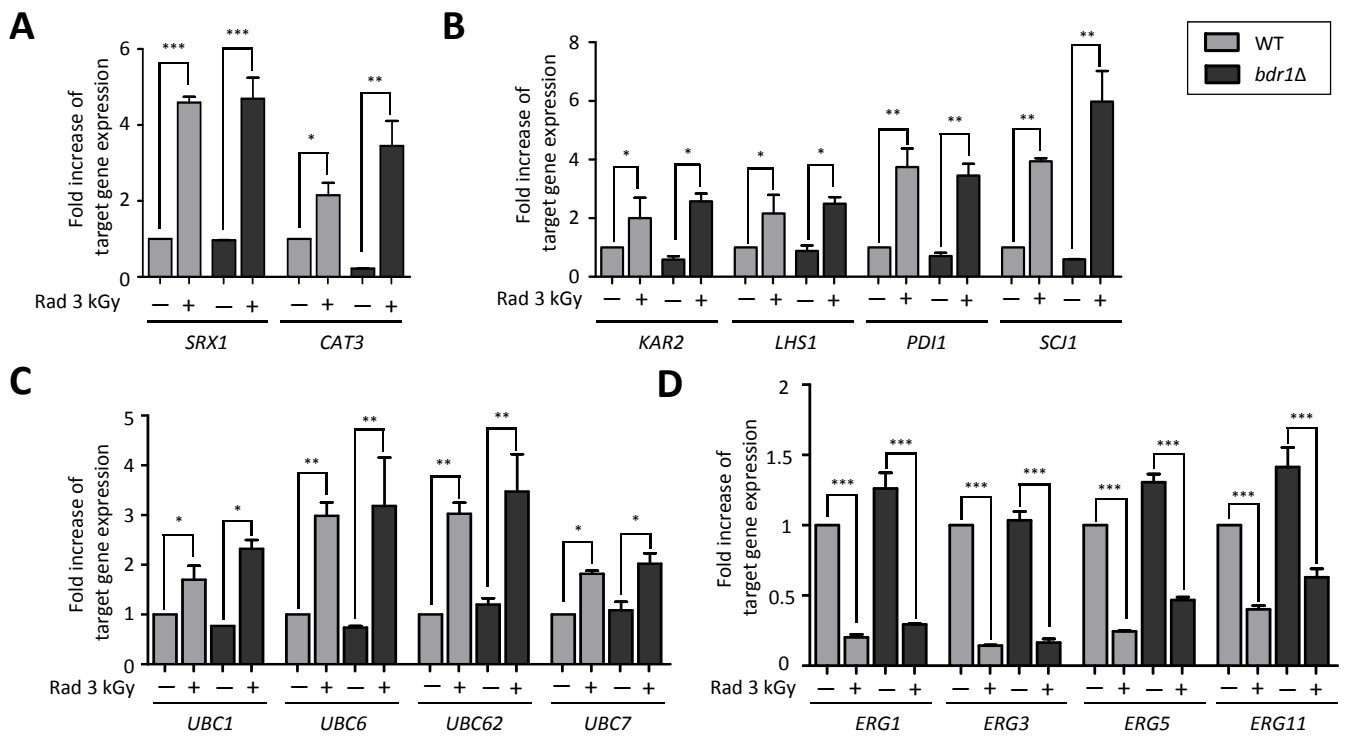 A
Fold increase of
target gene expression
6
4
2
0
***
***
*
**
Rad 3 kGy — + — + — + — +
SRX1 CAT3
B
Fold increase of
target gene expression
8
6
4
2
0
*
*
*
*
**
**
**
**
Rad 3 kGy — + — + — + — + — + — + — + — +
KAR2 LHS1 PDI1 SCJ1
WT
bdr1Δ
C
Fold increase of
target gene expression
5
4
3
2
1
0
*
*
**
**
**
**
*
*
Rad 3 kGy — + — + — + — + — + — + — + — +
UBC1 UBC6 UBC62 UBC7
D
Fold increase of
target gene expression
2
1.5
1
0.5
0
***
***
***
***
***
***
***
***
Rad 3 kGy — + — + — + — + — + — + — + — +
ERG1 ERG3 ERG5 ERG11